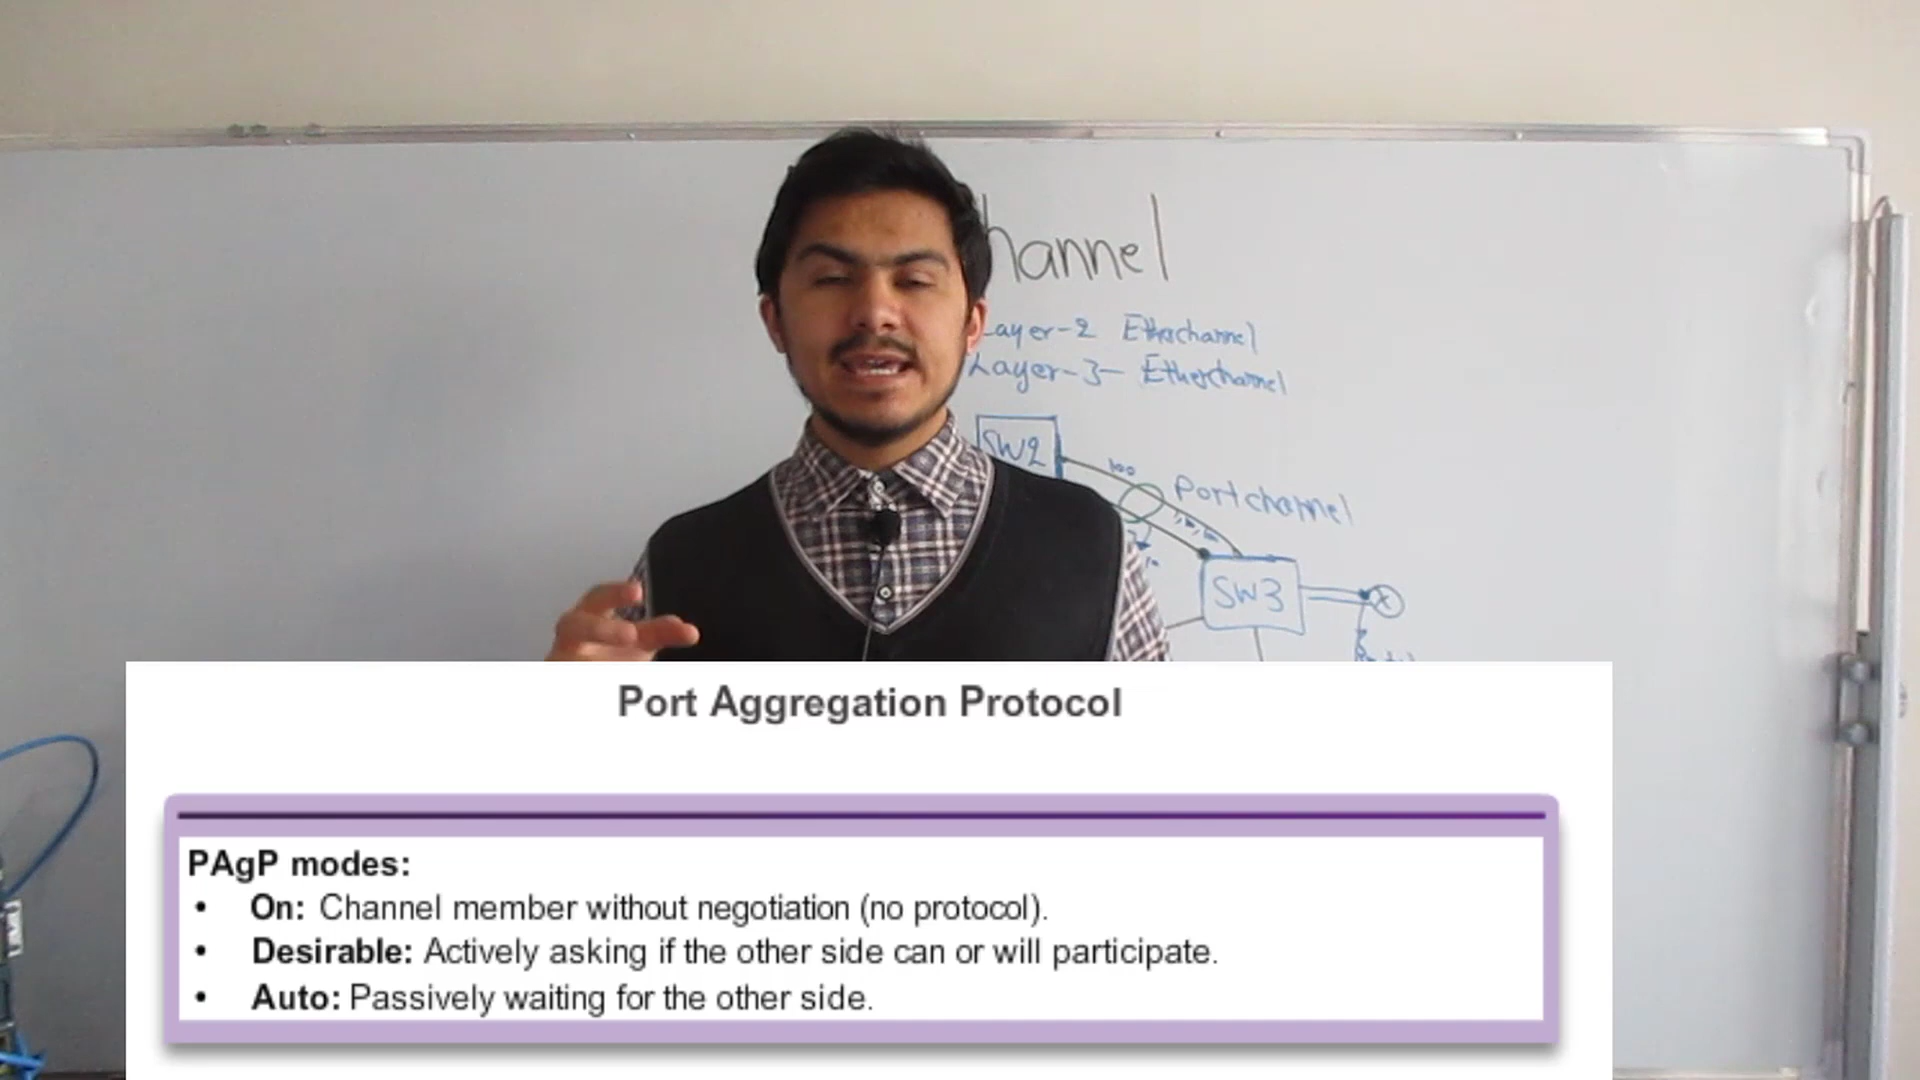 hannel
Layer-2 Etherchannel
Layer-3- Etherchannel
SW2
100
Portchannel
SW3
Port Aggregation Protocol
PAgP modes:
• On: Channel member without negotiation (no protocol).
• Desirable: Actively asking if the other side can or will participate.
• Auto: Passively waiting for the other side.